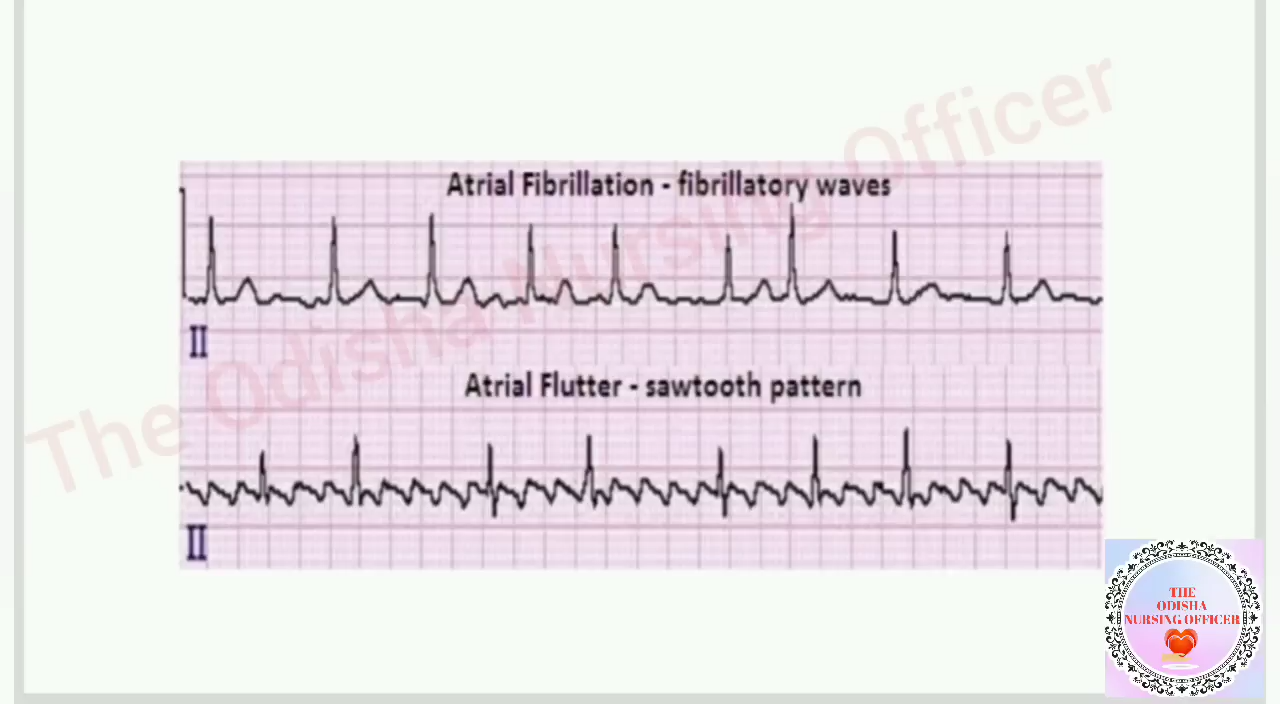 Atrial Fibrillation - fibrillatory waves
II
Atrial Flutter - sawtooth pattern
II
The Odisha Nursing Officer
THE
ODISHA
NURSING OFFICER